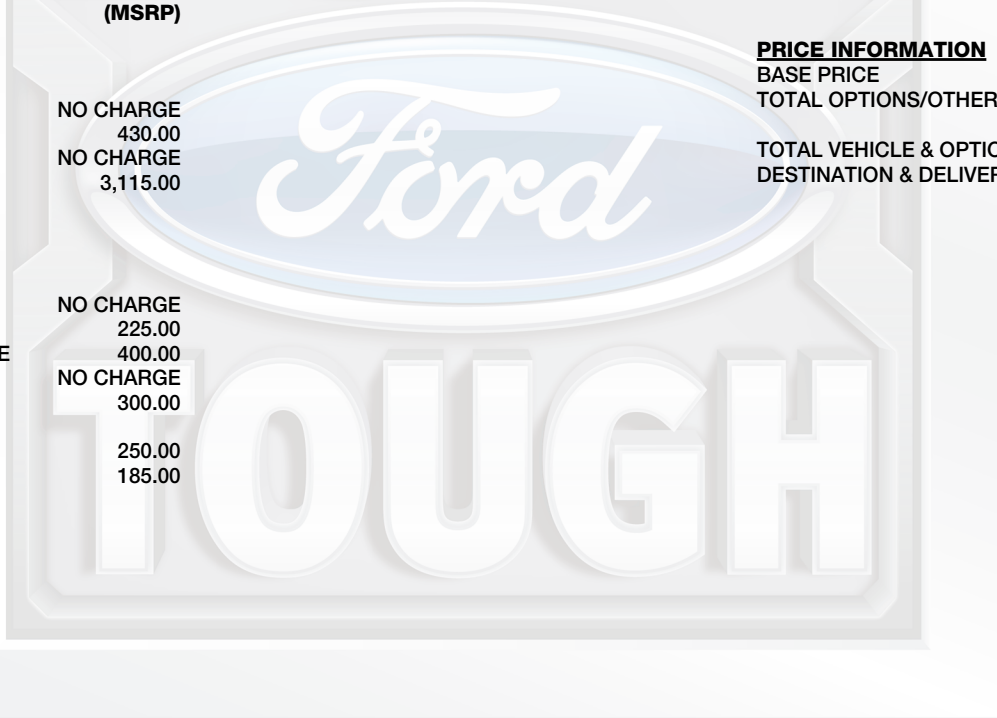 (MSRP)
NO CHARGE
430.00
NO CHARGE
3,115.00
NO CHARGE
225.00
400.00
NO CHARGE
300.00
250.00
185.00
PRICE INFORMATION
BASE PRICE
TOTAL OPTIONS/OTHER
TOTAL VEHICLE & OPTIO
DESTINATION & DELIVER
Ford
TOUGH